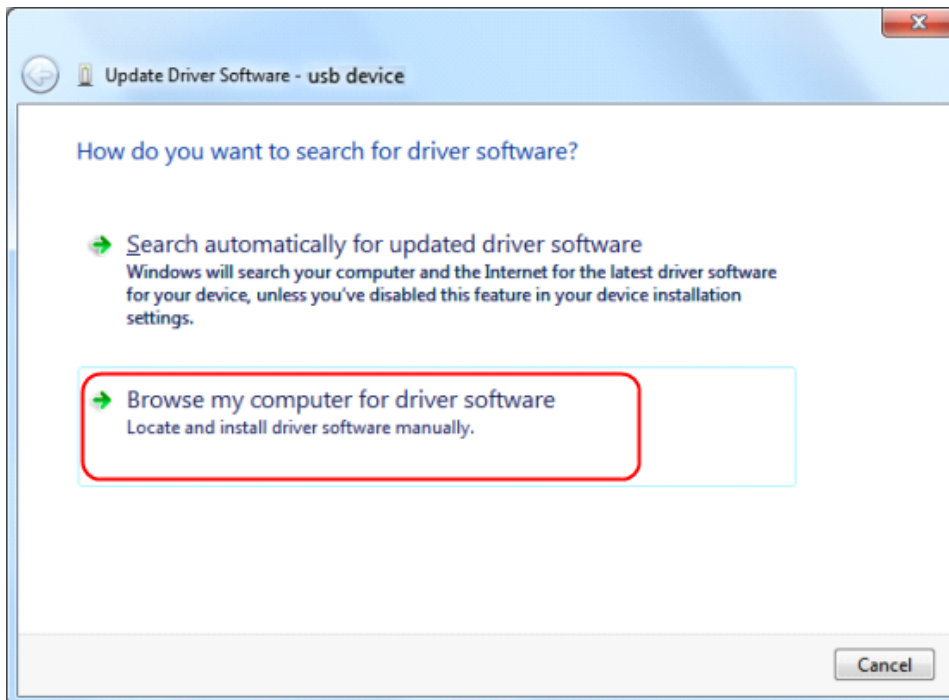 Update Driver Software - usb device
How do you want to search for driver software?
Search automatically for updated driver software
Windows will search your computer and the Internet for the latest driver software
for your device, unless you've disabled this feature in your device installation
settings.
Browse my computer for driver software
Locate and install driver software manually.
Cancel